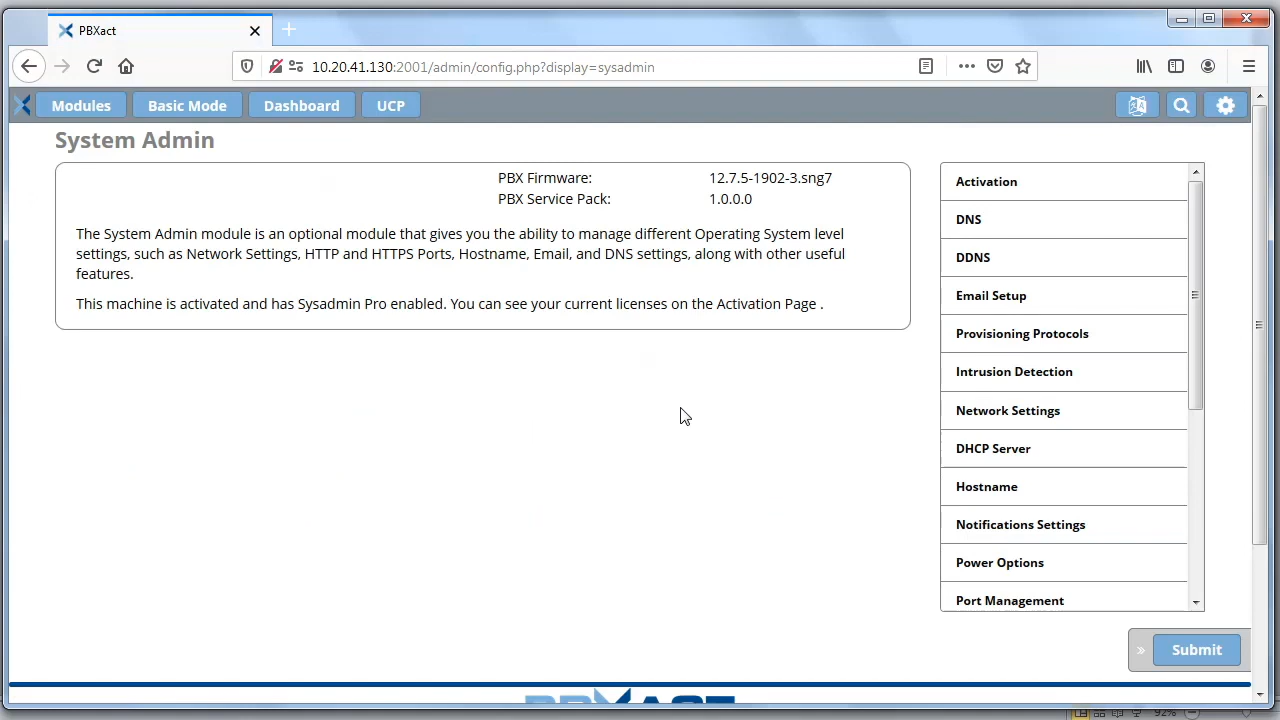 PBXact
10.20.41.130:2001/admin/config.php?display=sysadmin
Modules
Basic Mode
Dashboard
UCP
System Admin
PBX Firmware: 12.7.5-1902-3.sng7
PBX Service Pack: 1.0.0.0
The System Admin module is an optional module that gives you the ability to manage different Operating System level
settings, such as Network Settings, HTTP and HTTPS Ports, Hostname, Email, and DNS settings, along with other useful
features.
This machine is activated and has Sysadmin Pro enabled. You can see your current licenses on the Activation Page .
Activation
DNS
DDNS
Email Setup
Provisioning Protocols
Intrusion Detection
Network Settings
DHCP Server
Hostname
Notifications Settings
Power Options
Port Management
» Submit
PBXACT
92%